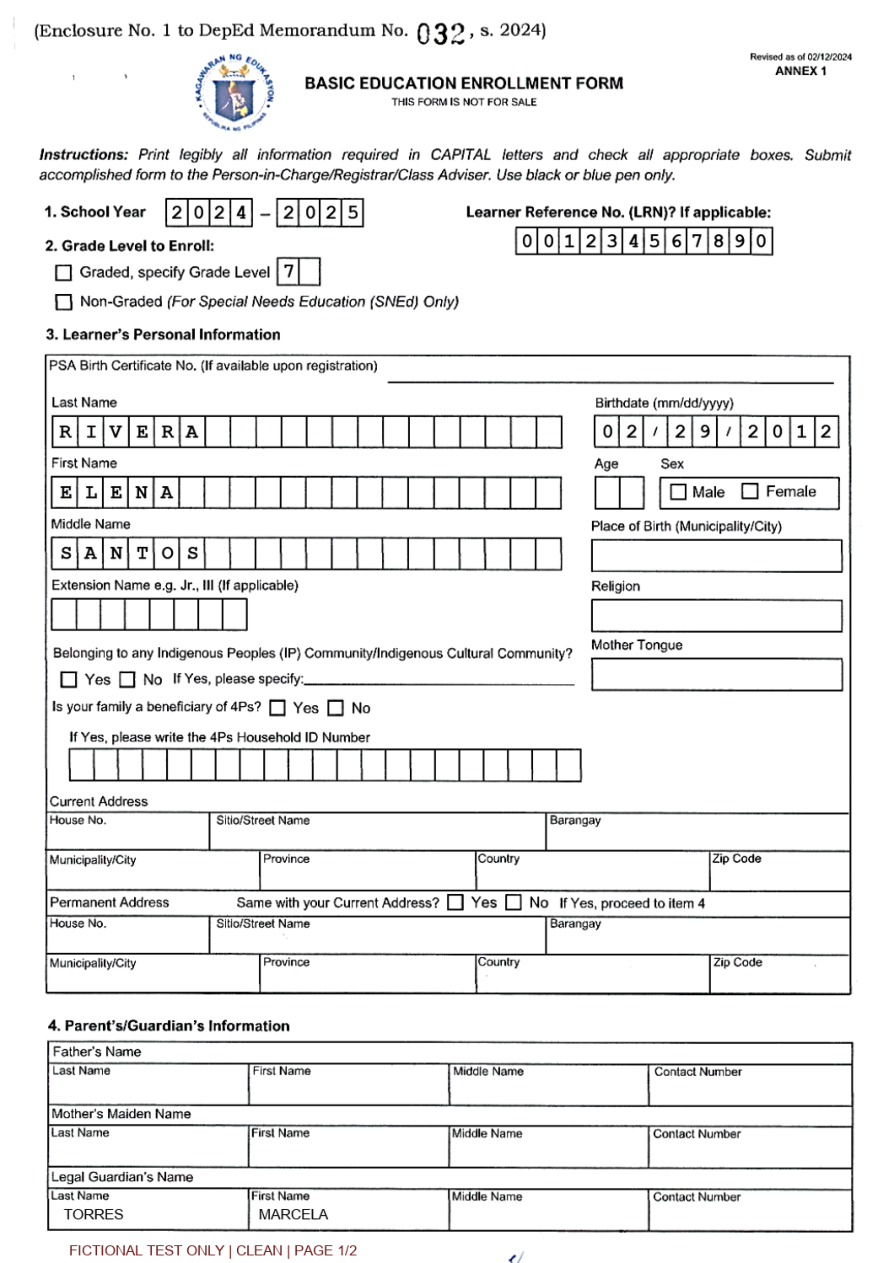 (Enclosure No. 1 to DepEd Memorandum No. 032, s. 2024)
KAGAWARAN NG EDUKASYON
REPUBLIKA NG PILIPINAS
Revised as of 02/12/2024
ANNEX 1
BASIC EDUCATION ENROLLMENT FORM
THIS FORM IS NOT FOR SALE
Instructions: Print legibly all information required in CAPITAL letters and check all appropriate boxes. Submit
accomplished form to the Person-in-Charge/Registrar/Class Adviser. Use black or blue pen only.
1. School Year 2024 – 2025
Learner Reference No. (LRN)? If applicable:
001234567890
2. Grade Level to Enroll:
Graded, specify Grade Level 7
Non-Graded (For Special Needs Education (SNEd) Only)
3. Learner's Personal Information
PSA Birth Certificate No. (If available upon registration)
Last Name
RIVERA
Birthdate (mm/dd/yyyy)
02/29/2012
First Name
ELENA
Age Sex
Male Female
Middle Name
SANTOS
Place of Birth (Municipality/City)
Extension Name e.g. Jr., III (If applicable)
Religion
Belonging to any Indigenous Peoples (IP) Community/Indigenous Cultural Community?
Mother Tongue
Yes No If Yes, please specify:
Is your family a beneficiary of 4Ps? Yes No
If Yes, please write the 4Ps Household ID Number
Current Address
House No. Sitio/Street Name Barangay
Municipality/City Province Country Zip Code
Permanent Address Same with your Current Address? Yes No If Yes, proceed to item 4
House No. Sitio/Street Name Barangay
Municipality/City Province Country Zip Code
4. Parent's/Guardian's Information
Father's Name
Last Name First Name Middle Name Contact Number
Mother's Maiden Name
Last Name First Name Middle Name Contact Number
Legal Guardian's Name
Last Name First Name Middle Name Contact Number
TORRES MARCELA
FICTIONAL TEST ONLY | CLEAN | PAGE 1/2